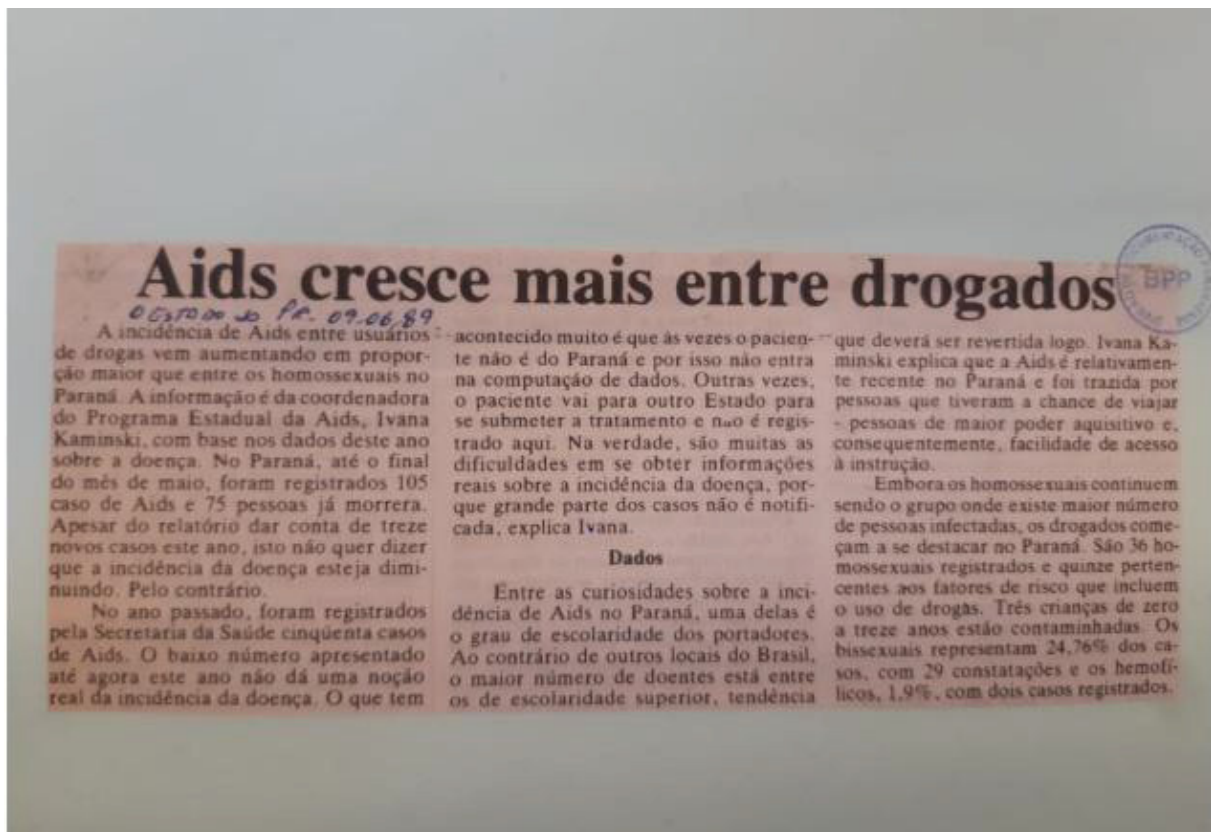 Aids cresce mais entre drogados
O ESTADO DO PR. 09.06.89
BPP
A incidência de Aids entre usuários
de drogas vem aumentando em propor-
ção maior que entre os homossexuais no
Paraná. A informação é da coordenadora
do Programa Estadual da Aids, Ivana
Kaminski, com base nos dados deste ano
sobre a doença. No Paraná, até o final
do mês de maio, foram registrados 105
caso de Aids e 75 pessoas já morrera.
Apesar do relatório dar conta de treze
novos casos este ano, isto não quer dizer
que a incidência da doença esteja dimi-
nuindo. Pelo contrário.
No ano passado, foram registrados
pela Secretaria da Saúde cinqüenta casos
de Aids. O baixo número apresentado
até agora este ano não dá uma noção
real da incidência da doença. O que tem
acontecido muito é que às vezes o pacien-
te não é do Paraná e por isso não entra
na computação de dados. Outras vezes,
o paciente vai para outro Estado para
se submeter a tratamento e não é regis-
trado aqui. Na verdade, são muitas as
dificuldades em se obter informações
reais sobre a incidência da doença, por-
que grande parte dos casos não é notifi-
cada, explica Ivana.
Dados
Entre as curiosidades sobre a inci-
dência de Aids no Paraná, uma delas é
o grau de escolaridade dos portadores.
Ao contrário de outros locais do Brasil,
o maior número de doentes está entre
os de escolaridade superior, tendência
que deverá ser revertida logo. Ivana Ka-
minski explica que a Aids é relativamen-
te recente no Paraná e foi trazida por
pessoas que tiveram a chance de viajar
- pessoas de maior poder aquisitivo e,
consequentemente, facilidade de acesso
à instrução.
Embora os homossexuais continuem
sendo o grupo onde existe maior número
de pessoas infectadas, os drogados come-
çam a se destacar no Paraná. São 36 ho-
mossexuais registrados e quinze perten-
centes aos fatores de risco que incluem
o uso de drogas. Três crianças de zero
a treze anos estão contaminadas. Os
bissexuais representam 24,76% dos ca-
sos, com 29 constatações e os hemofí-
licos, 1,9%, com dois casos registrados.